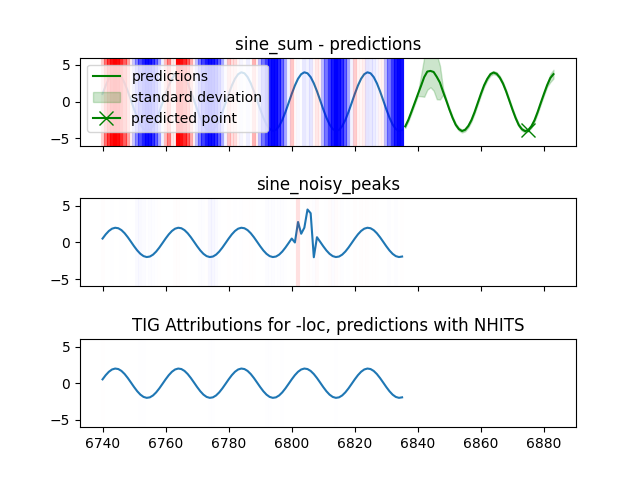 sine_sum - predictions
5
0
−5
predictions
standard deviation
predicted point
sine_noisy_peaks
5
0
−5
TIG Attributions for -loc, predictions with NHITS
5
0
−5
6740 6760 6780 6800 6820 6840 6860 6880